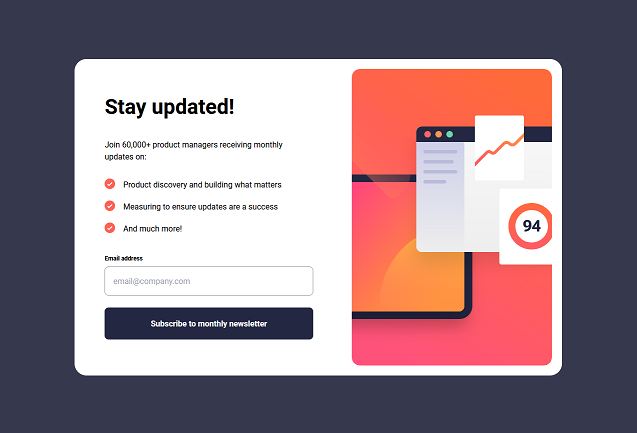 Stay updated!
Join 60,000+ product managers receiving monthly
updates on:
Product discovery and building what matters
Measuring to ensure updates are a success
And much more!
Email address
email@company.com
Subscribe to monthly newsletter
94